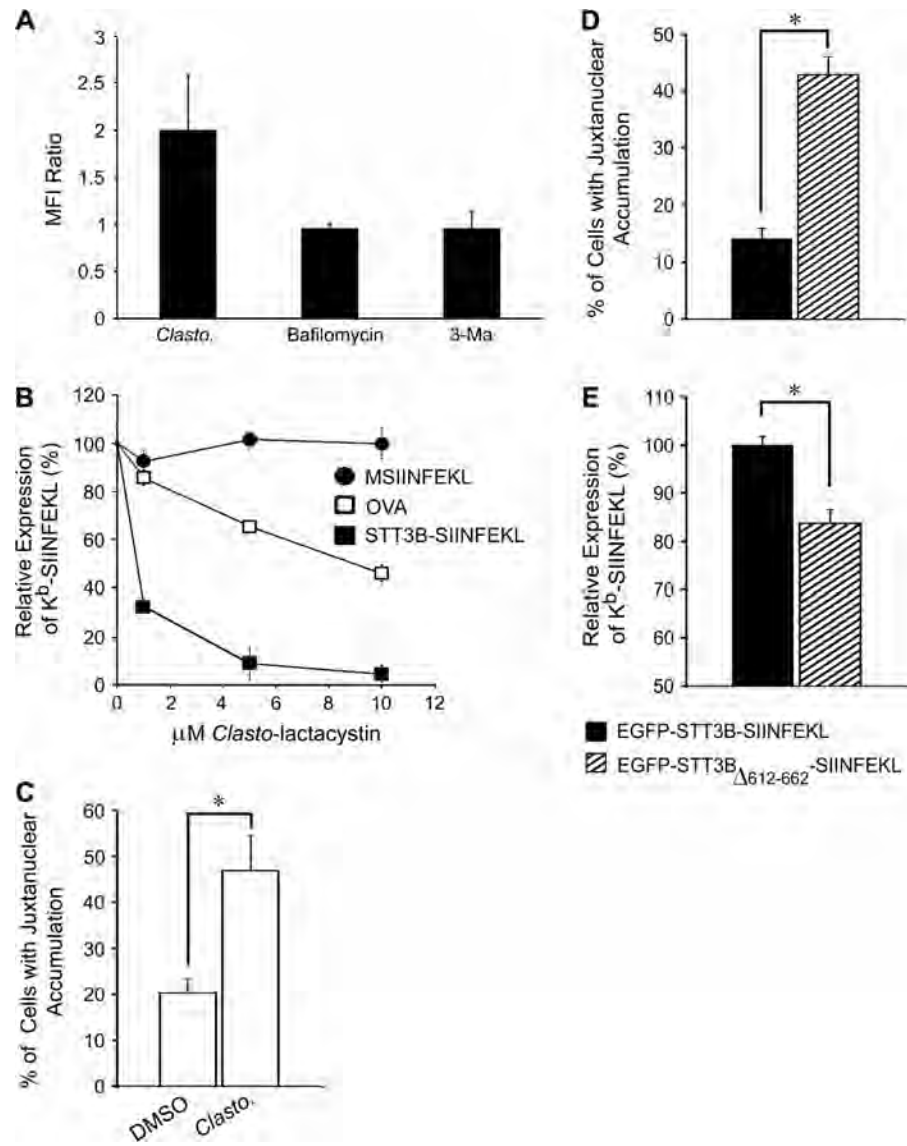 A
MFI Ratio
3
2.5
2
1.5
1
0.5
0
Clasto.
Bafilomycin
3-Ma
B
Relative Expression
of Kb-SIINFEKL (%)
120
100
80
60
40
20
0
0 2 4 6 8 10 12
MSIINFEKL
OVA
STT3B-SIINFEKL
μM Clasto-lactacystin
C
% of Cells with Juxtanuclear
Accumulation
60
50
40
30
20
10
0
*
DMSO
Clasto.
D
% of Cells with Juxtanuclear
Accumulation
50
40
30
20
10
0
*
E
Relative Expression
of Kb-SIINFEKL (%)
110
100
90
80
70
60
50
*
EGFP-STT3B-SIINFEKL
EGFP-STT3BΔ612-662-SIINFEKL